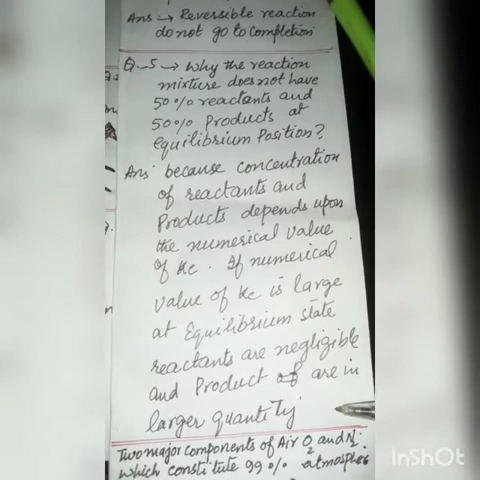 Ans :→ Reversible reaction
do not go to completion
Q.5 → Why the reaction
mixture does not have
50% reactants and
50% Products at
equilibrium Position?
Ans: because concentration
of reactants and
Products depends upon
the numerical value
of Kc. If numerical
value of Kc is large
at Equilibrium state
reactants are negligible
and Product are in
larger quantity
Two major components of Air O2 and N2.
which constitute 99%
InShOt